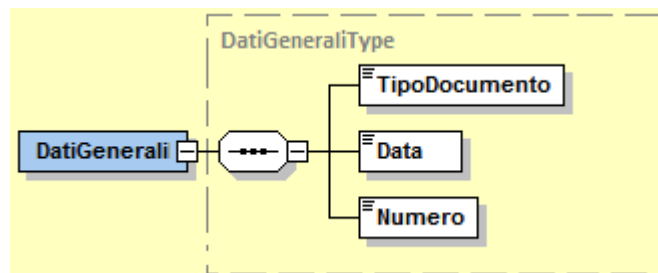 DatiGeneraliType
TipoDocumento
DatiGenerali
Data
Numero